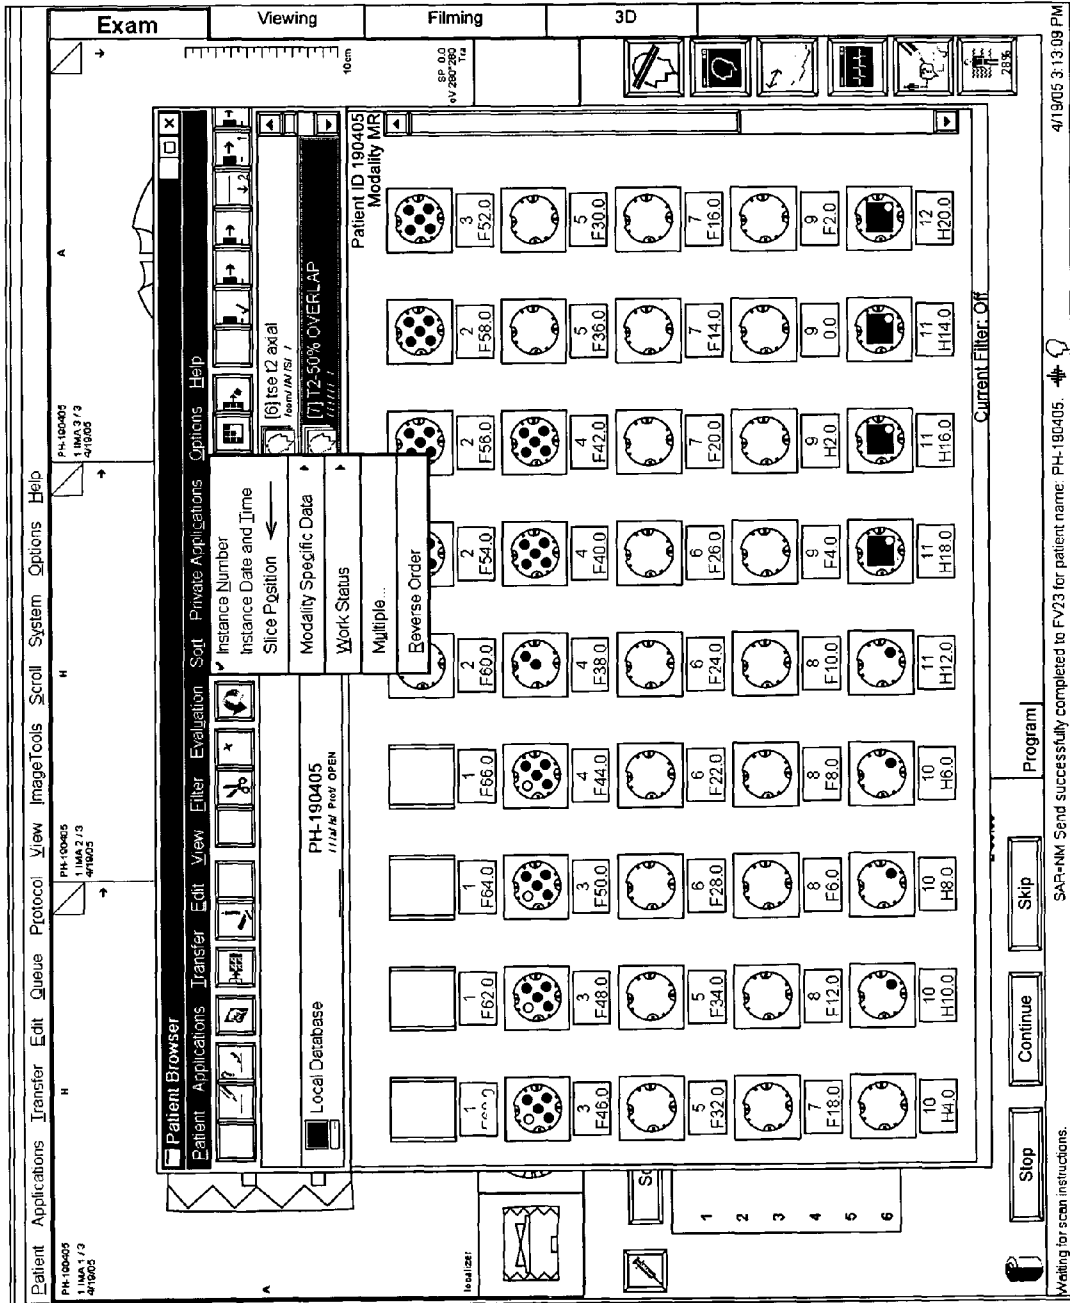 Patient Applications Transfer Edit Queue Protocol View ImageTools Scroll System Options Help
PH-190405
1 IMA 1 / 3
4/19/05
H
PH-190405
1 IMA 2 / 3
4/19/05
H
PH-190405
1 IMA 3 / 3
4/19/05
A
Exam
Viewing
Filming
3D
A
10cm
SP 0.0
Tra
localizer
Patient Browser
Patient Applications Transfer Edit View Filter Evaluation Sort Private Applications Options Help
Instance Number
Instance Date and Time
Slice Position
Modality Specific Data
Work Status
Multiple...
Reverse Order
Local Database
PH-190405
[6] tse t2 axial
[7] T2-50% OVERLAP
Patient ID 190405
Modality MR
1 1 1 1 2 2 2 2 3
F62.0 F64.0 F66.0 F60.0 F54.0 F56.0 F58.0 F52.0
3 3 3 4 4 4 4 5 5
F46.0 F48.0 F50.0 F44.0 F38.0 F40.0 F42.0 F36.0 F30.0
5 5 6 6 6 6 7 7 7
F32.0 F34.0 F28.0 F22.0 F24.0 F26.0 F20.0 F14.0 F16.0
7 8 8 8 8 9 9 9 9
F18.0 F12.0 F6.0 F8.0 F10.0 F4.0 H2.0 0.0 F2.0
10 10 10 10 11 11 11 11 12
H4.0 H10.0 H8.0 H6.0 H12.0 H18.0 H16.0 H14.0 H20.0
Current Filter: Off
28%
1
2
3
4
5
6
Stop
Continue
Skip
Program
Waiting for scan instructions.
SAR=NM Send successfully completed to FV23 for patient name: PH-190405.
4/19/05 3:13:09 PM